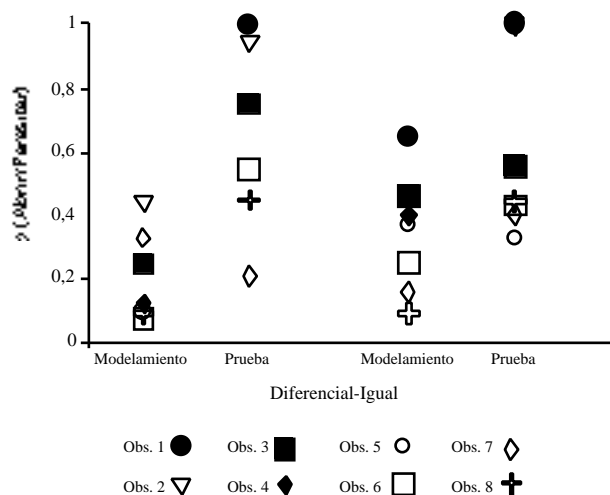 1
0,8
0,6
0,4
0,2
0
Modelamiento Prueba Modelamiento Prueba
Diferencial-Igual
Obs. 1 Obs. 3 Obs. 5 Obs. 7
Obs. 2 Obs. 4 Obs. 6 Obs. 8